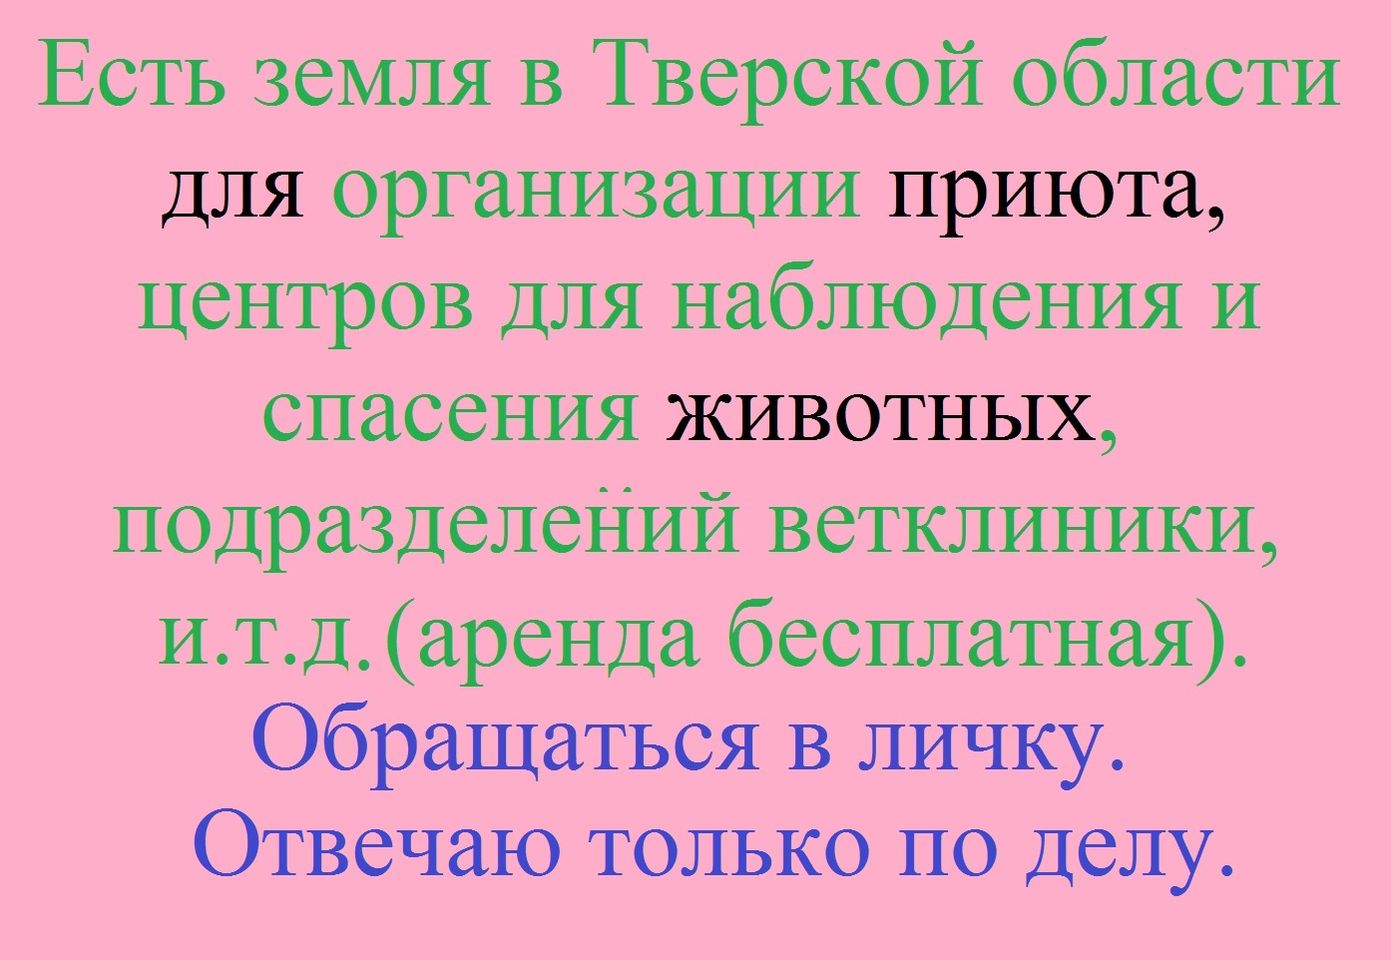 Есть земля в Тверской области
для организации приюта,
центров для наблюдения и
спасения животных,
подразделений ветклиники,
и.т.д.(аренда бесплатная).
Обращаться в личку.
Отвечаю только по делу.